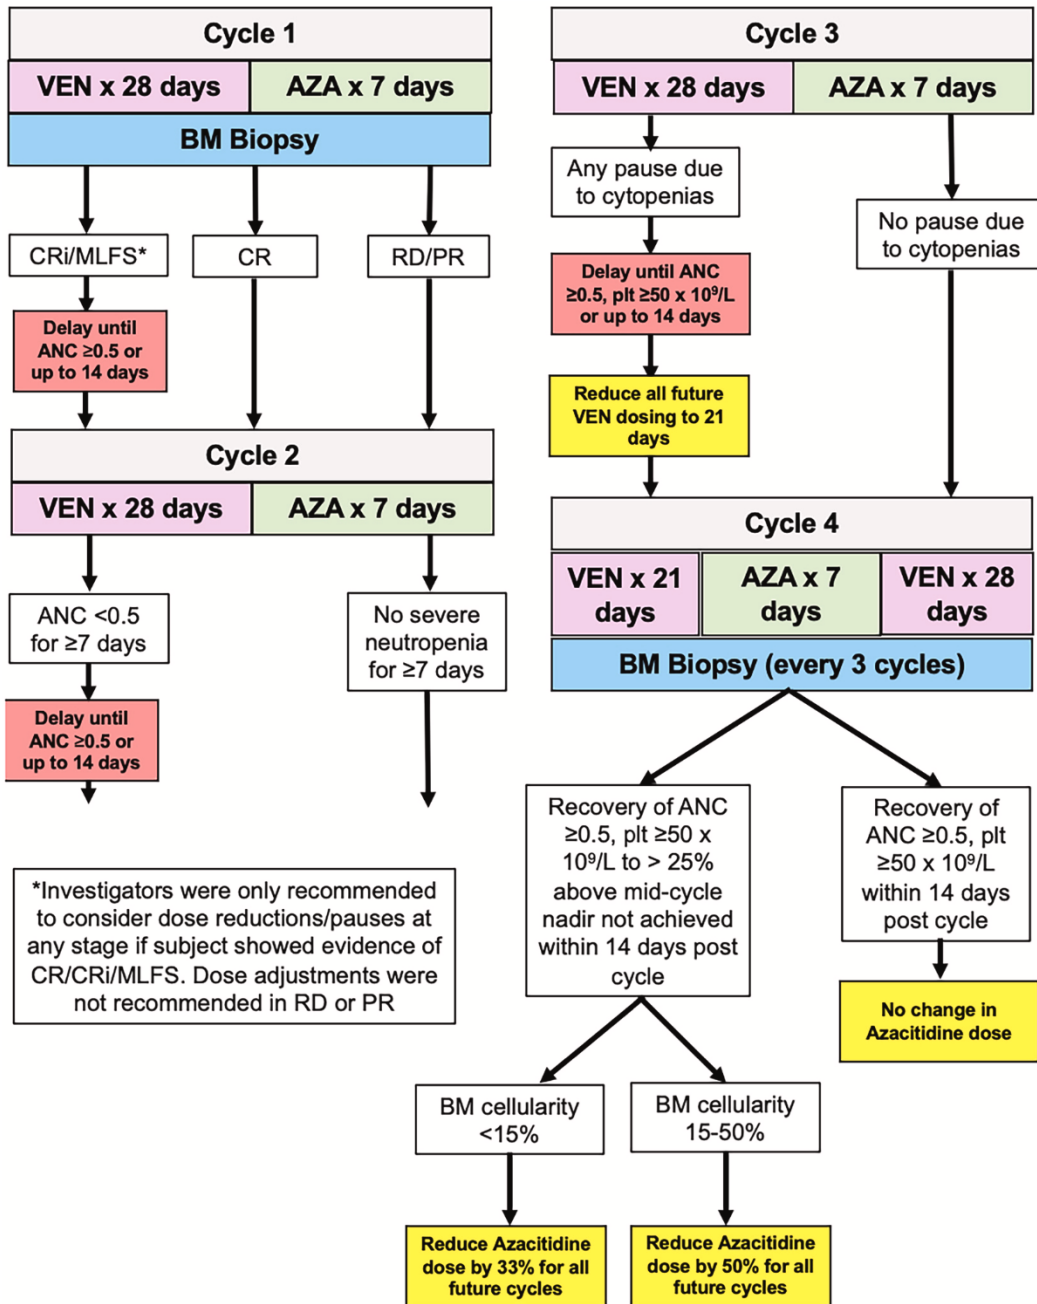 Cycle 1
VEN x 28 days
AZA x 7 days
BM Biopsy
CRi/MLFS*
CR
RD/PR
Delay until
ANC ≥0.5 or
up to 14 days
Cycle 2
VEN x 28 days
AZA x 7 days
ANC <0.5
for ≥7 days
No severe
neutropenia
for ≥7 days
Delay until
ANC ≥0.5 or
up to 14 days
*Investigators were only recommended
to consider dose reductions/pauses at
any stage if subject showed evidence of
CR/CRi/MLFS. Dose adjustments were
not recommended in RD or PR
Cycle 3
VEN x 28 days
AZA x 7 days
Any pause due
to cytopenias
No pause due
to cytopenias
Delay until ANC
≥0.5, plt ≥50 x 10⁹/L
or up to 14 days
Reduce all future
VEN dosing to 21
days
Cycle 4
VEN x 21
days
AZA x 7
days
VEN x 28
days
BM Biopsy (every 3 cycles)
Recovery of ANC
≥0.5, plt ≥50 x
10⁹/L to > 25%
above mid-cycle
nadir not achieved
within 14 days post
cycle
Recovery of
ANC ≥0.5, plt
≥50 x 10⁹/L
within 14 days
post cycle
No change in
Azacitidine dose
BM cellularity
<15%
BM cellularity
15-50%
Reduce Azacitidine
dose by 33% for all
future cycles
Reduce Azacitidine
dose by 50% for all
future cycles